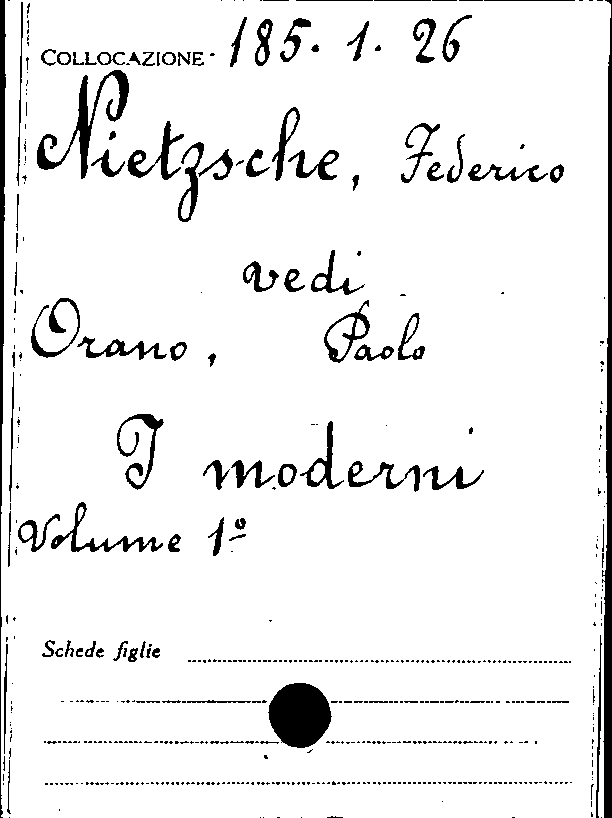 COLLOCAZIONE 185. 1. 26
Nietzsche, Federico
vedi
Orano, Paolo
I moderni
Volume 1º
Schede figlie